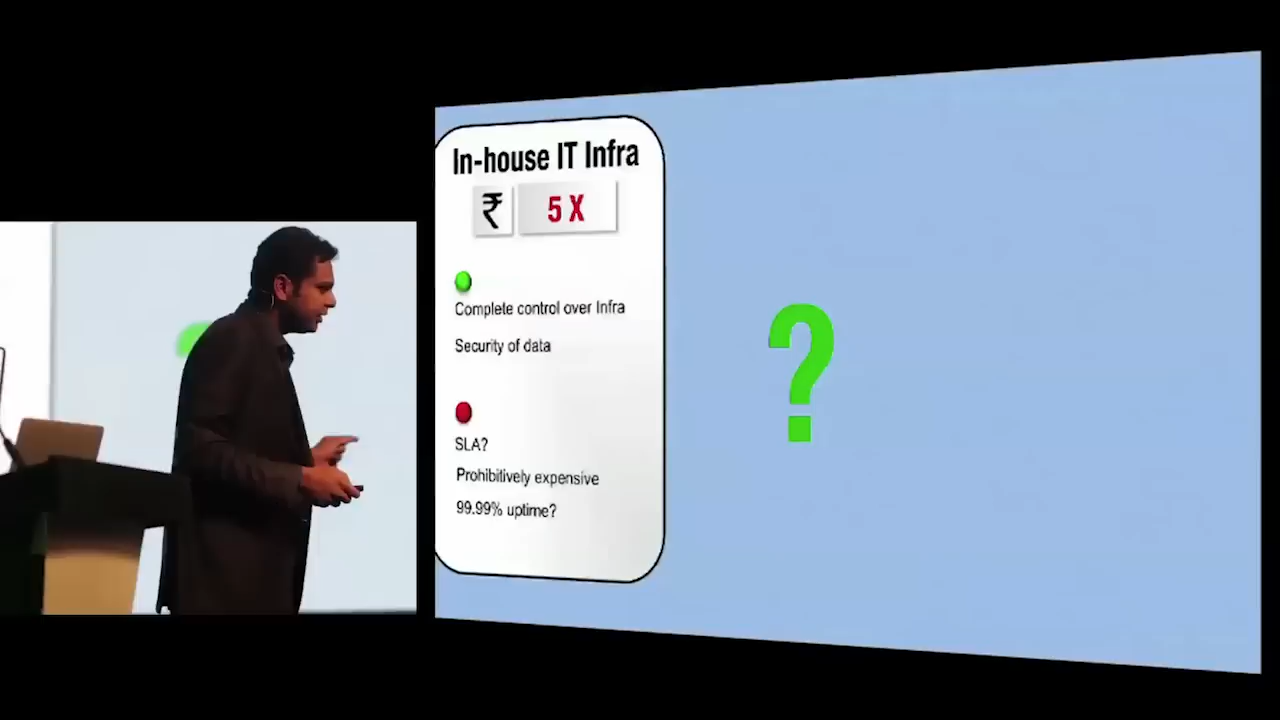 In-house IT Infra
₹ 5 X
Complete control over Infra
Security of data
SLA?
Prohibitively expensive
99.99% uptime?
?